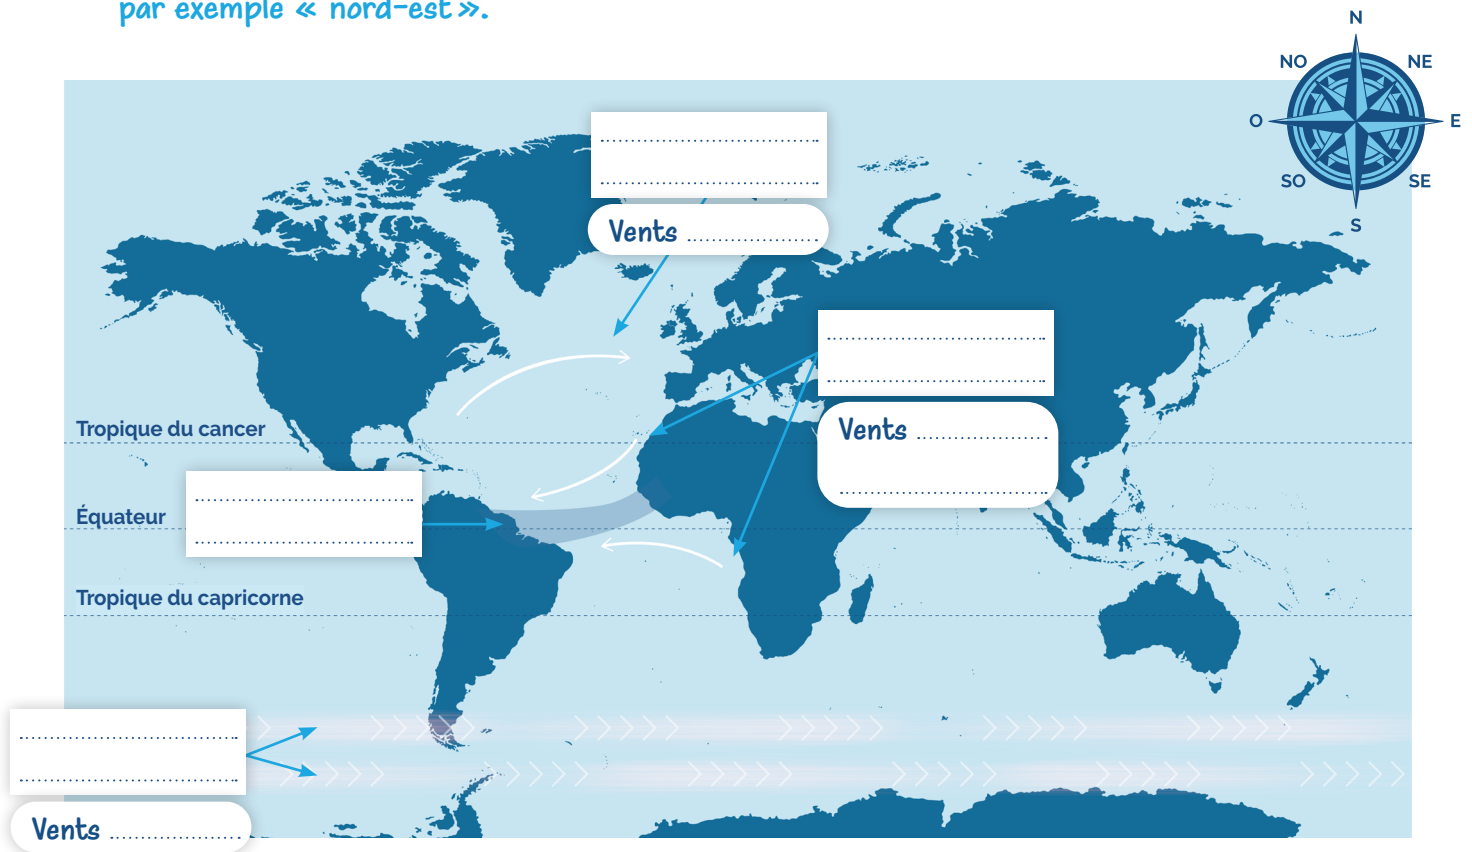 par exemple « nord-est ».
N
NO
NE
O
E
SO
SE
S
Vents ........................
Vents ........................
........................
Tropique du cancer
Équateur
Tropique du capricorne
Vents ........................